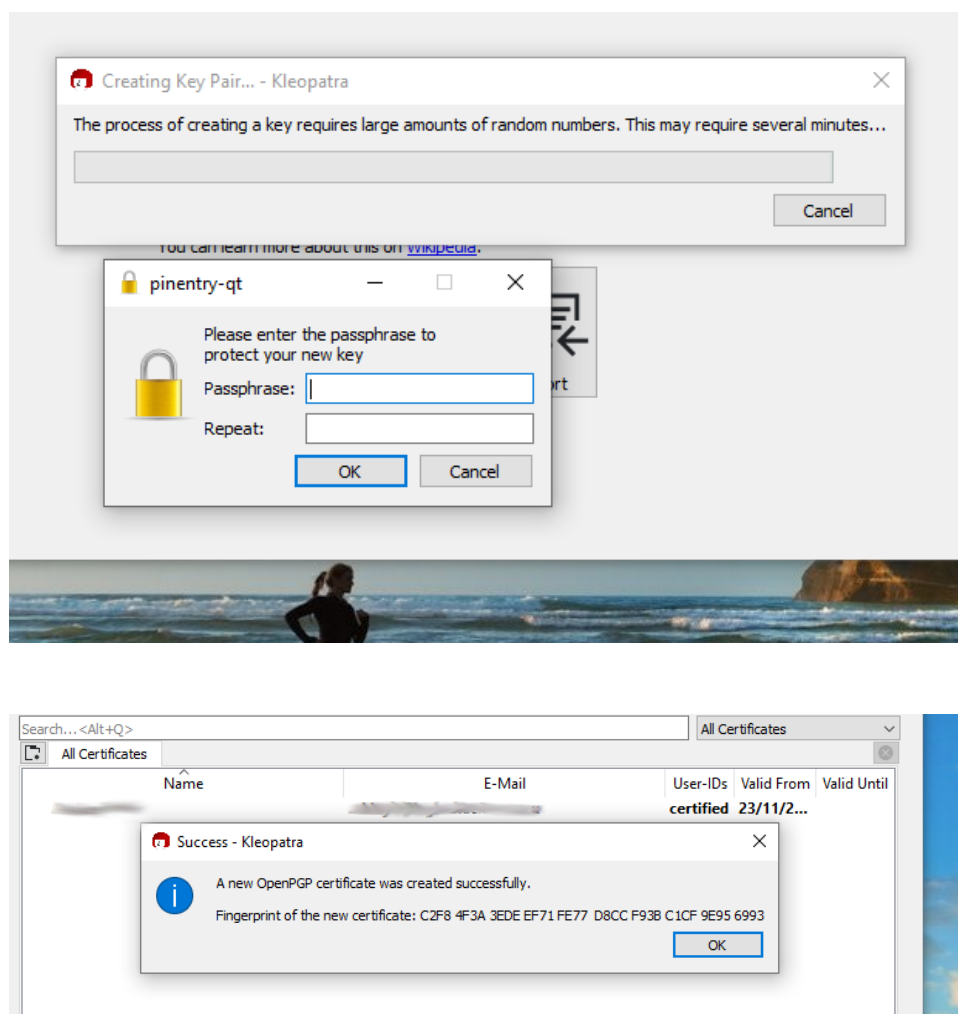 Creating Key Pair... - Kleopatra
The process of creating a key requires large amounts of random numbers. This may require several minutes...
Cancel
You can learn more about this on Wikipedia.
pinentry-qt
Please enter the passphrase to
protect your new key
Passphrase:
Repeat:
OK Cancel
ort
Search...<Alt+Q> All Certificates
All Certificates
Name E-Mail User-IDs Valid From Valid Until
certified 23/11/2...
Success - Kleopatra
A new OpenPGP certificate was created successfully.
Fingerprint of the new certificate: C2F8 4F3A 3EDE EF71 FE77 D8CC F93B C1CF 9E95 6993
OK